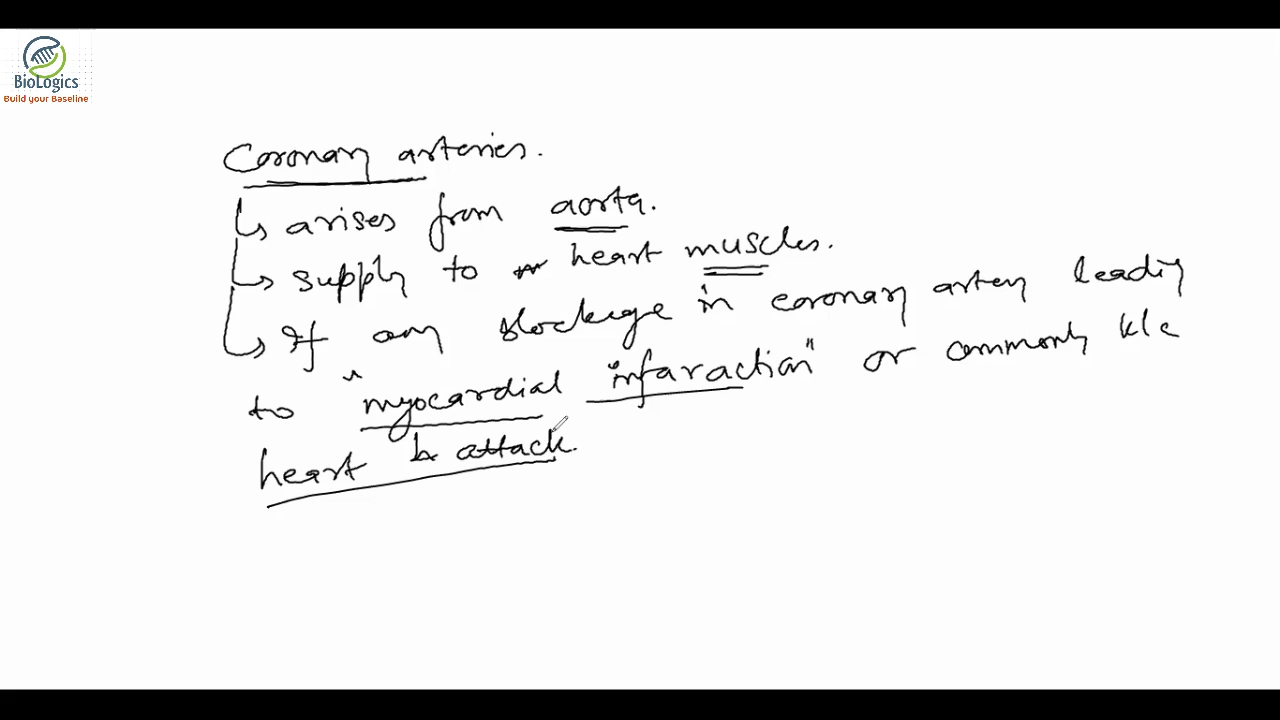 BioLogics
Build your Baseline
Coronary arteries.
↳ arises from aorta.
↳ supply to heart muscles.
↳ If any blockage in coronary artery leading
to "myocardial infaraction" or commonly k/a
heart attack.